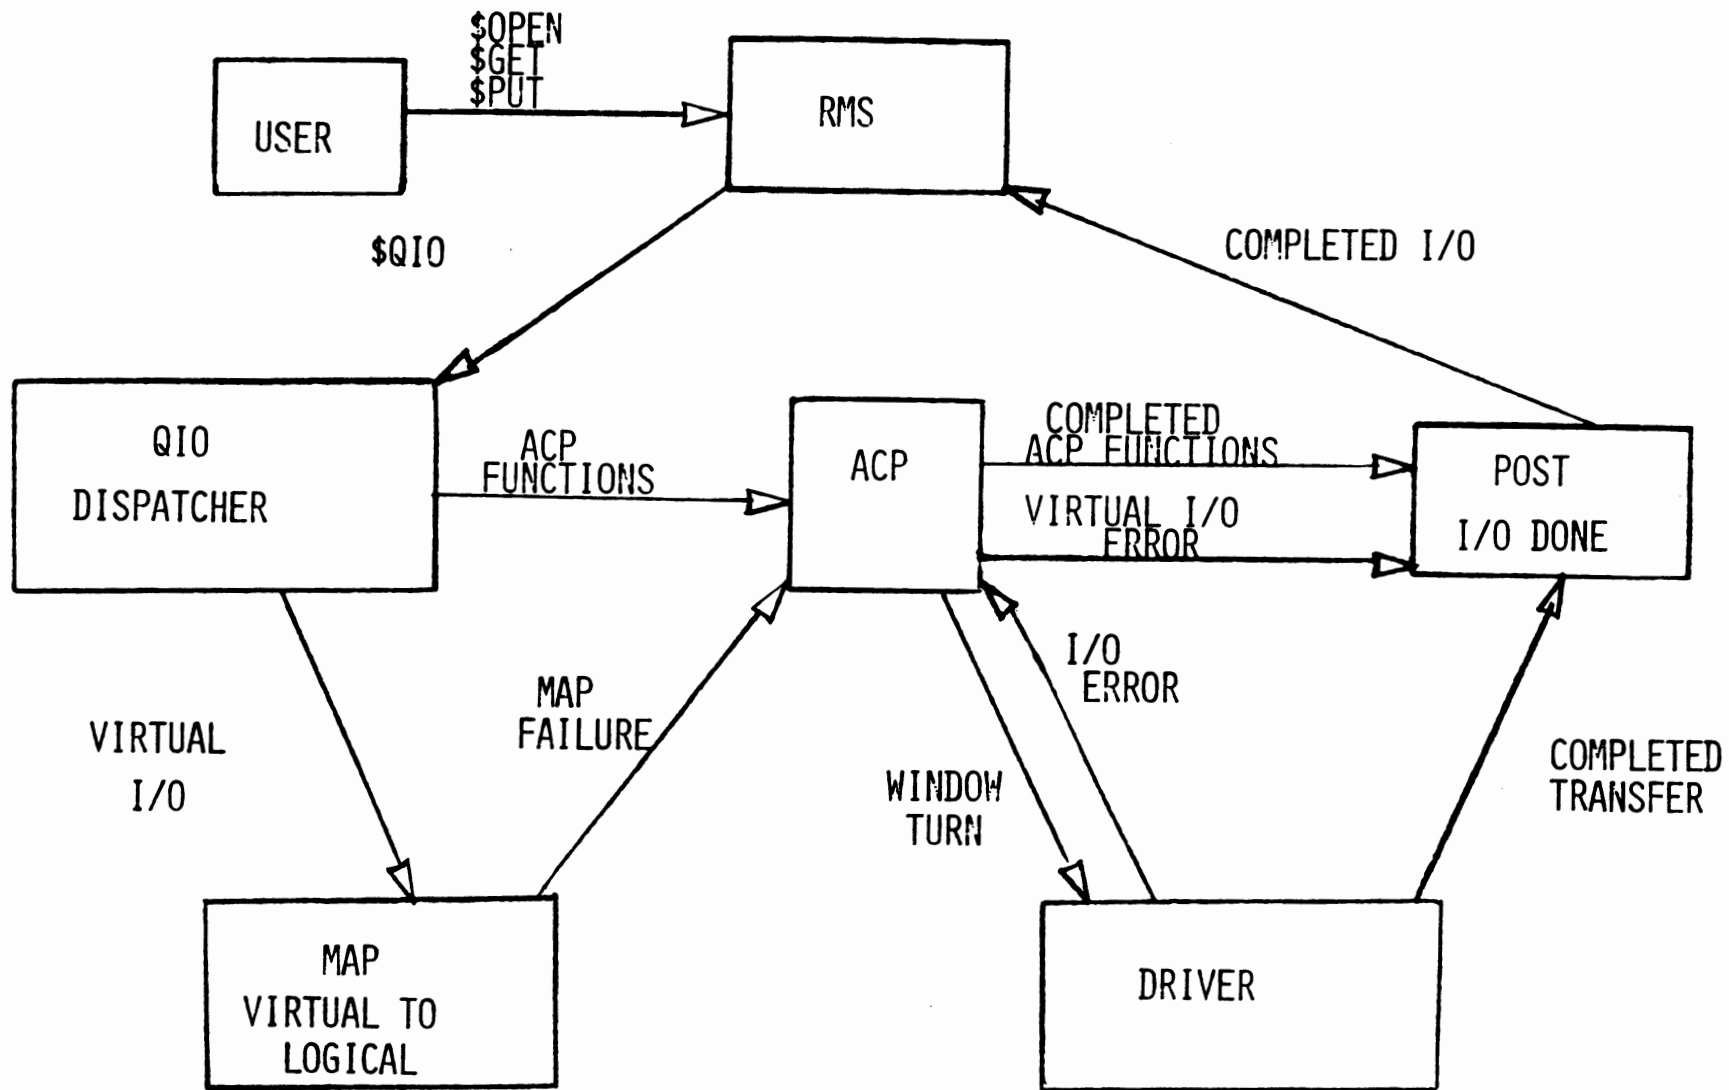 $OPEN
$GET
$PUT
USER
RMS
$QIO
COMPLETED I/O
QIO
DISPATCHER
ACP
FUNCTIONS
ACP
COMPLETED
ACP FUNCTIONS
VIRTUAL I/O
ERROR
POST
I/O DONE
VIRTUAL
I/O
MAP
FAILURE
I/O
ERROR
WINDOW
TURN
COMPLETED
TRANSFER
MAP
VIRTUAL TO
LOGICAL
DRIVER